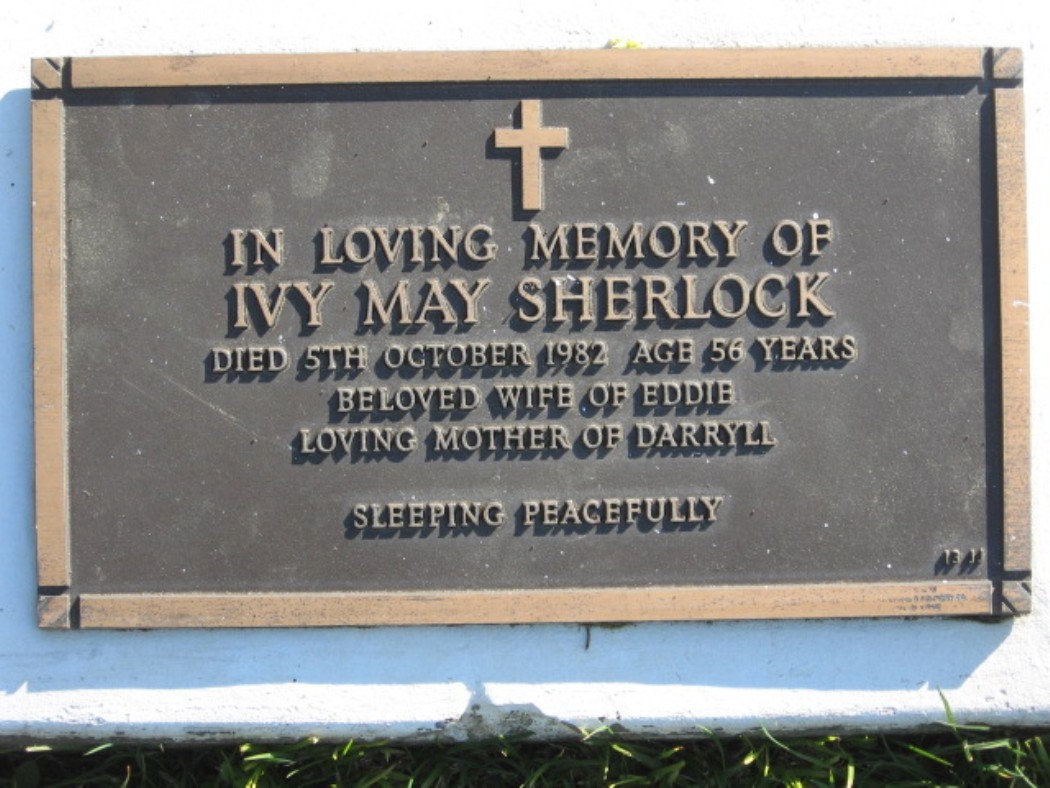 IN LOVING MEMORY OF
IVY MAY SHERLOCK
DIED 5TH OCTOBER 1982 AGE 56 YEARS
BELOVED WIFE OF EDDIE
LOVING MOTHER OF DARRYLL
SLEEPING PEACEFULLY